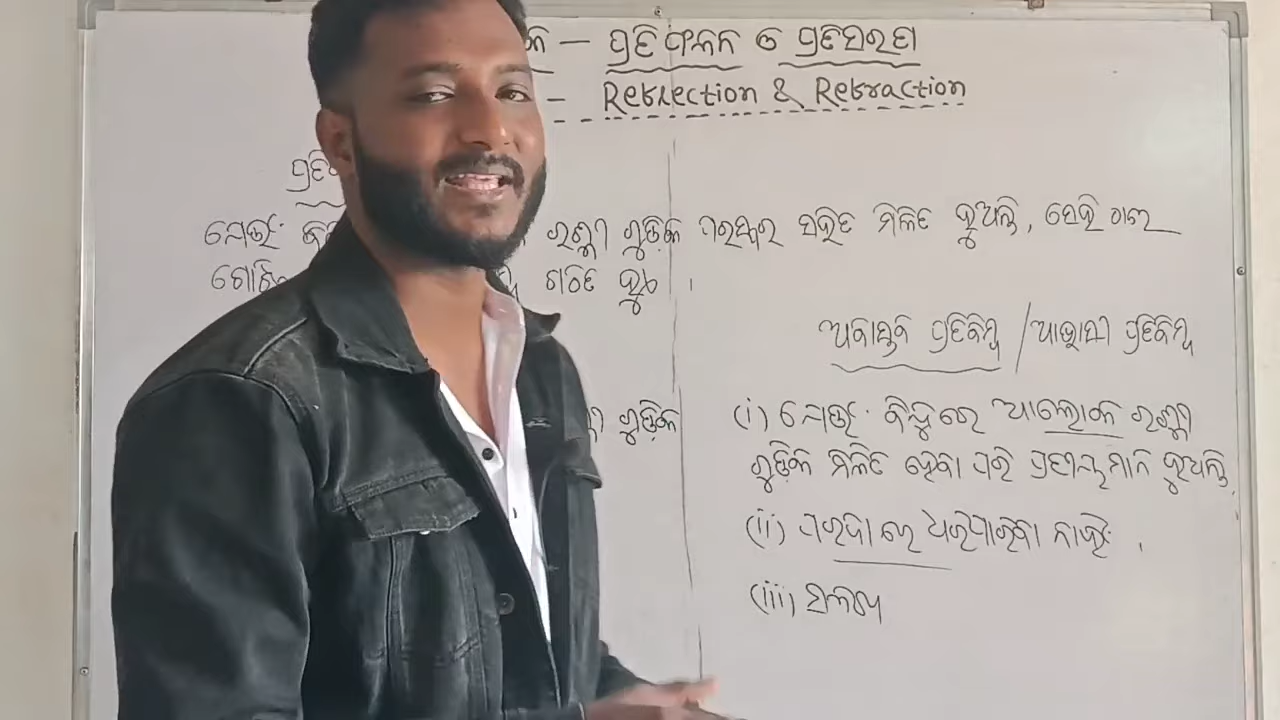 କ — ପ୍ରତିଫଳନ ଓ ପ୍ରତିସରଣ
— Reflection & Refraction
ପ୍ରତି
ଯେଉଁ ରଶ୍ମୀ ଗୁଡ଼ିକ ପରସ୍ପର ସହିତ ମିଳିତ ହୁଅନ୍ତି, ସେହି ଠାରେ
ଗୋଟି ଗଠିତ ହୁଏ ।
ଅବାସ୍ତବ ପ୍ରତିବିମ୍ବ / ଆଭାସୀ ପ୍ରତିବିମ୍ବ
ଗୁଡ଼ିକ
(i) ଯେଉଁ ବିନ୍ଦୁରେ ଆଲୋକ ରଶ୍ମୀ
ଗୁଡ଼ିକ ମିଳିତ ହେବା ପରି ପ୍ରତୀୟମାନ ହୁଅନ୍ତି,
(ii) ପରଦାରେ ଧରିପାରିବା ନାହିଁ ।
(iii) ସଳଖ